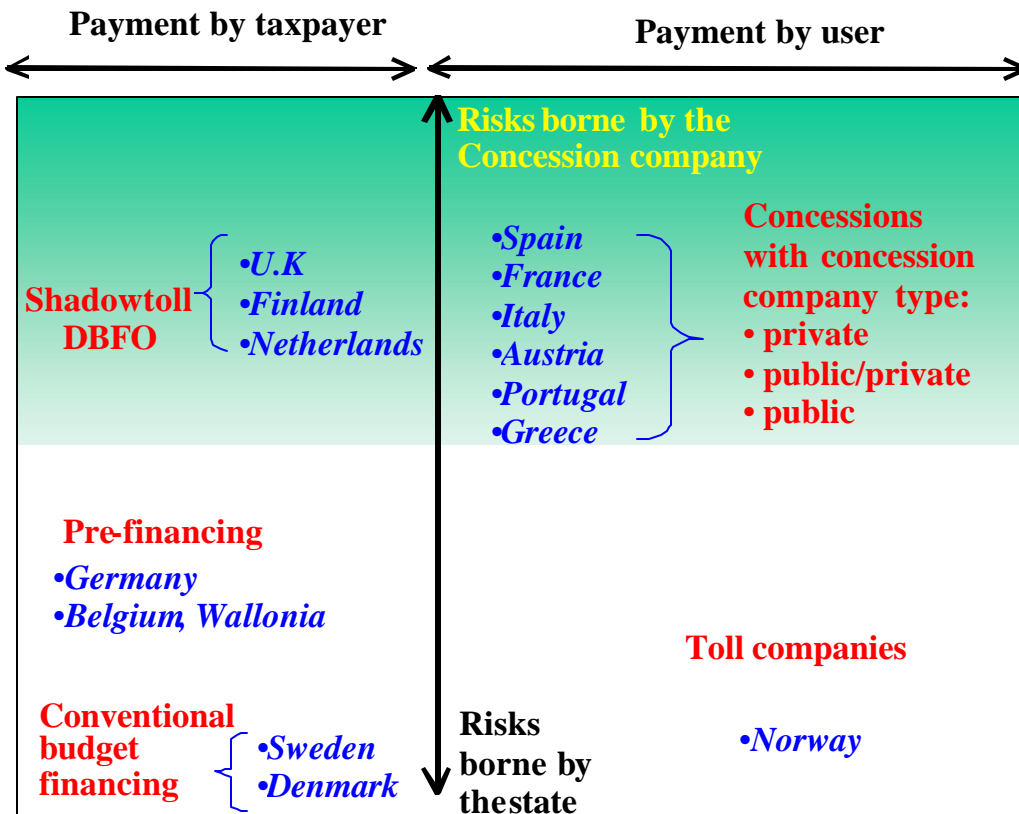 Payment by taxpayer
Payment by user
Risks borne by the
Concession company
Shadowtoll
DBFO
•U.K
•Finland
•Netherlands
•Spain
•France
•Italy
•Austria
•Portugal
•Greece
Concessions
with concession
company type:
• private
• public/private
• public
Pre-financing
•Germany
•Belgium, Wallonia
Toll companies
•Norway
Conventional
budget
financing
•Sweden
•Denmark
Risks
borne by
the state